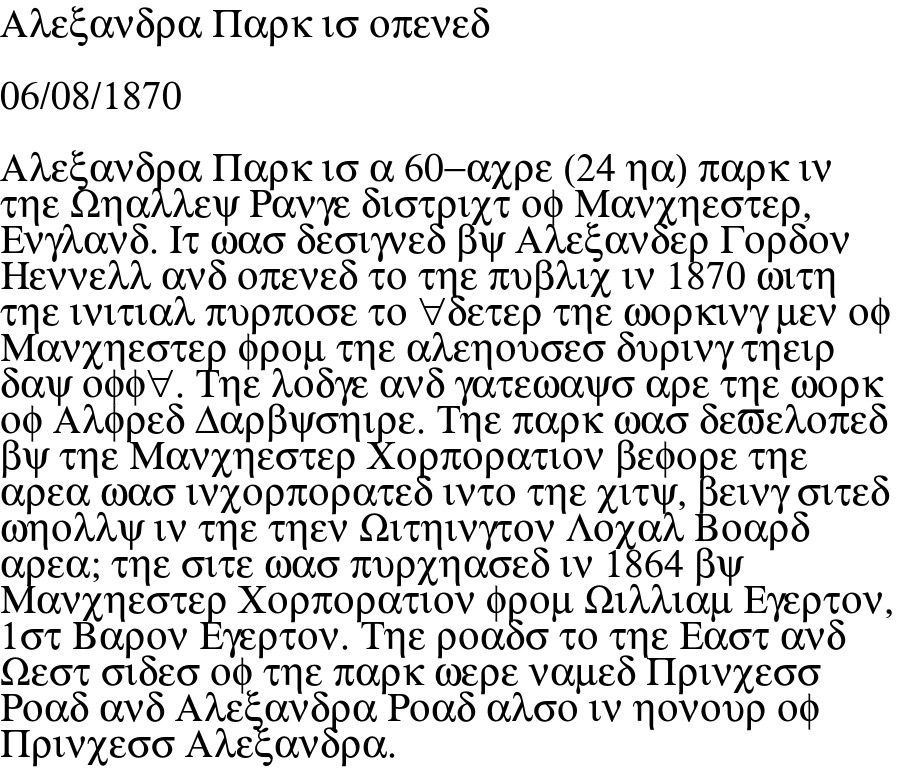 Αλεξανδρα Παρκ ισ οπενεδ
06/08/1870
Αλεξανδρα Παρκ ισ α 60−αχρε (24 ηα) παρκ ιν
τηε Ωηαλλεψ Ρανγε διστριχτ οφ Μανχηεστερ,
Ενγλανδ. Ιτ ωασ δεσιγνεδ βψ Αλεξανδερ Γορδον
Ηεννελλ ανδ οπενεδ το τηε πυβλιχ ιν 1870 ωιτη
τηε ινιτιαλ πυρποσε το ∀δετερ τηε ωορκινγ μεν οφ
Μανχηεστερ φρομ τηε αλεηουσεσ δυρινγ τηειρ
δαψ οφφ∀. Τηε λοδγε ανδ γατεωαψσ αρε τηε ωορκ
οφ Αλφρεδ Δαρβψσηιρε. Τηε παρκ ωασ δεϖελοπεδ
βψ τηε Μανχηεστερ Χορπορατιον βεφορε τηε
αρεα ωασ ινχορπορατεδ ιντο τηε χιτψ, βεινγ σιτεδ
ωηολλψ ιν τηε τηεν Ωιτηινγτον Λοχαλ Βοαρδ
αρεα; τηε σιτε ωασ πυρχηασεδ ιν 1864 βψ
Μανχηεστερ Χορπορατιον φρομ Ωιλλιαμ Εγερτον,
1στ Βαρον Εγερτον. Τηε ροαδσ το τηε Εαστ ανδ
Ωεστ σιδεσ οφ τηε παρκ ωερε ναμεδ Πρινχεσσ
Ροαδ ανδ Αλεξανδρα Ροαδ αλσο ιν ηονουρ οφ
Πρινχεσσ Αλεξανδρα.